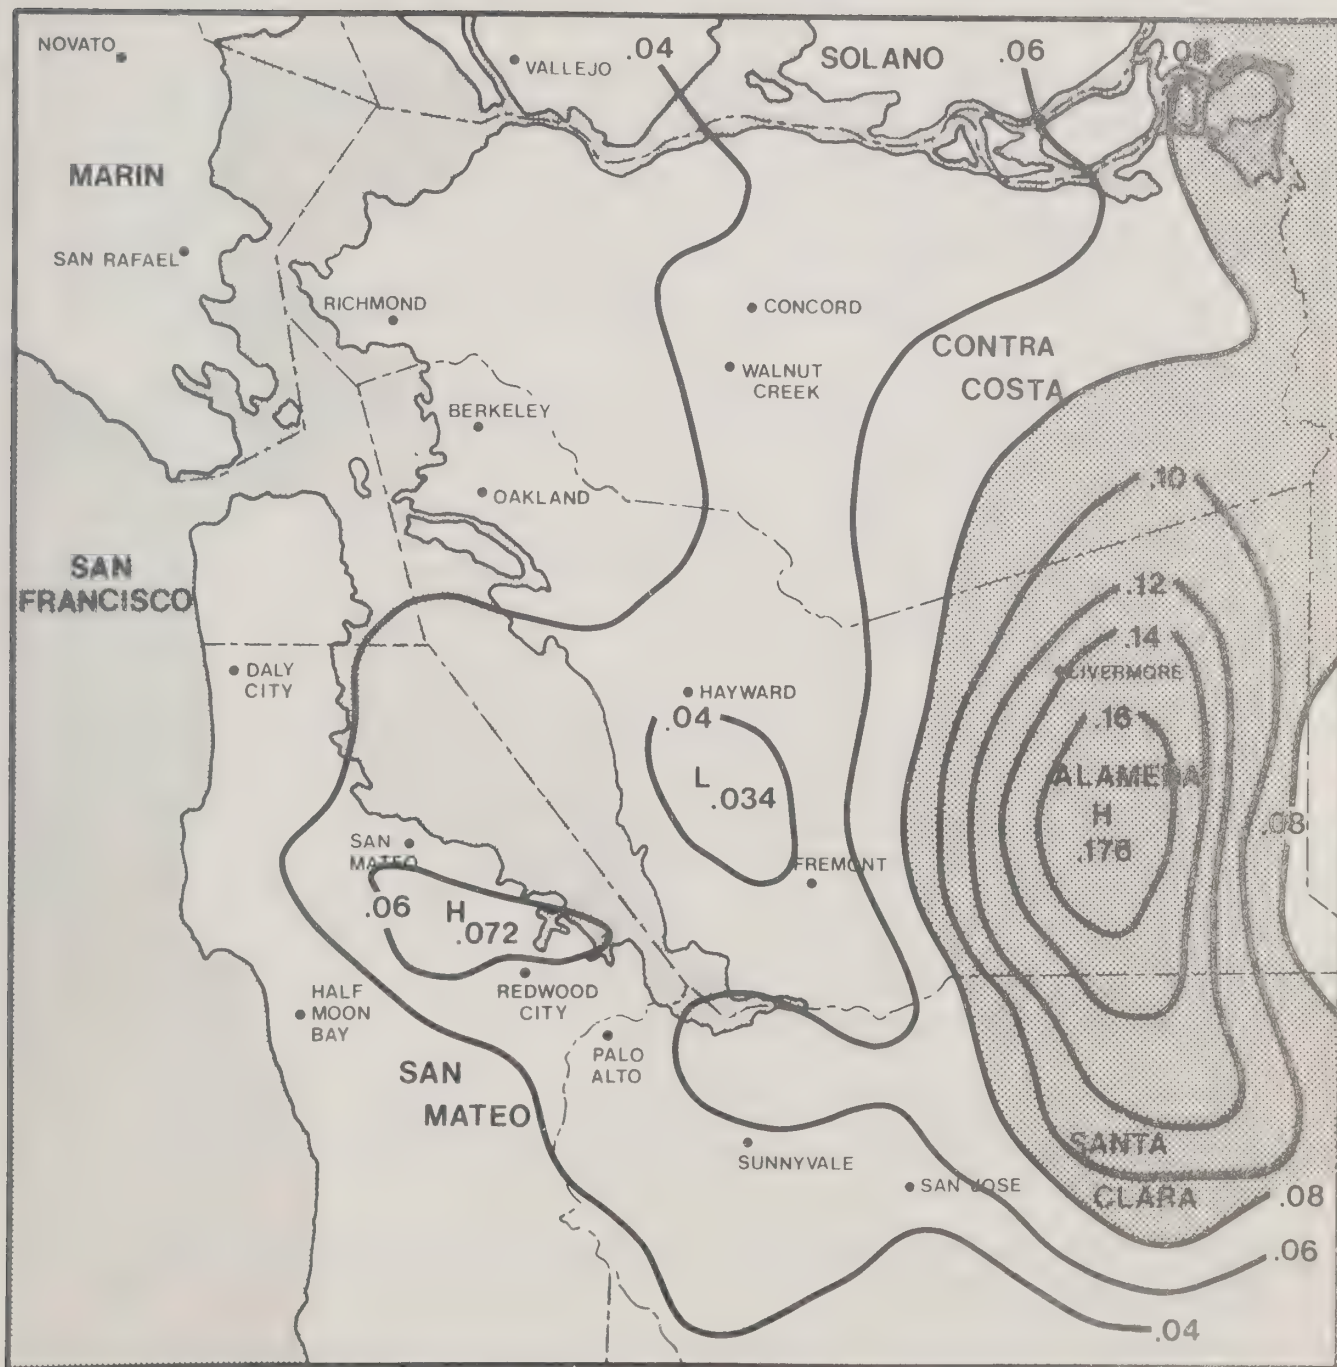 NOVATO
VALLEJO
.04
SOLANO
.06
.08
MARIN
SAN RAFAEL
RICHMOND
CONCORD
CONTRA
COSTA
WALNUT
CREEK
BERKELEY
OAKLAND
.10
SAN
FRANCISCO
.12
.14
LIVERMORE
DALY
CITY
HAYWARD
.04
L
.034
.16
ALAMEDA
H
.176
.08
SAN
MATEO
FREMONT
.06
H
.072
REDWOOD
CITY
HALF
MOON
BAY
PALO
ALTO
SAN
MATEO
SUNNYVALE
SAN JOSE
SANTA
CLARA
.08
.06
.04